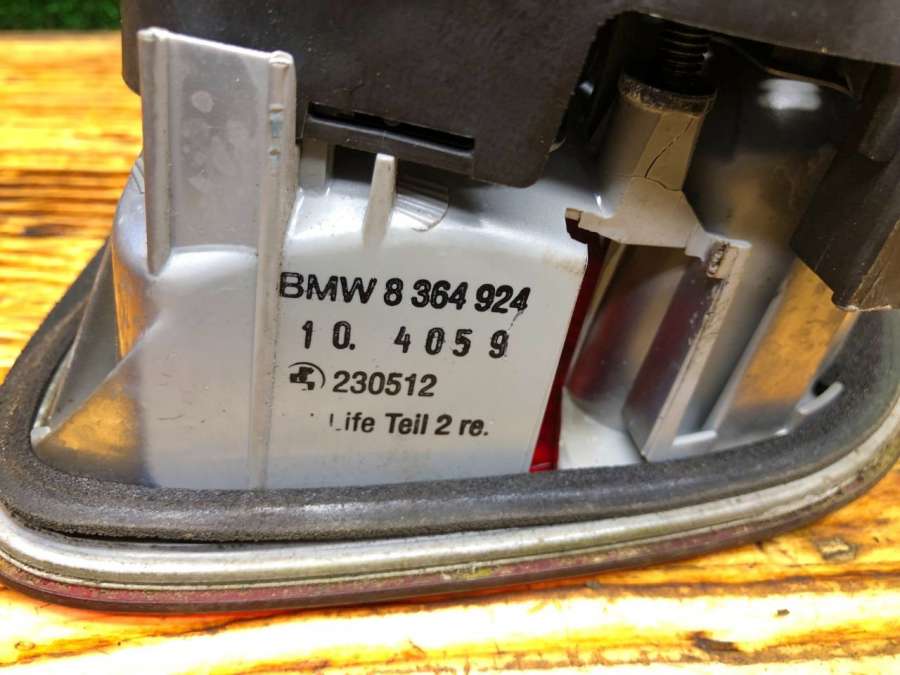 BMW 8 364 924
10. 4059
230512
Life Teil 2 re.